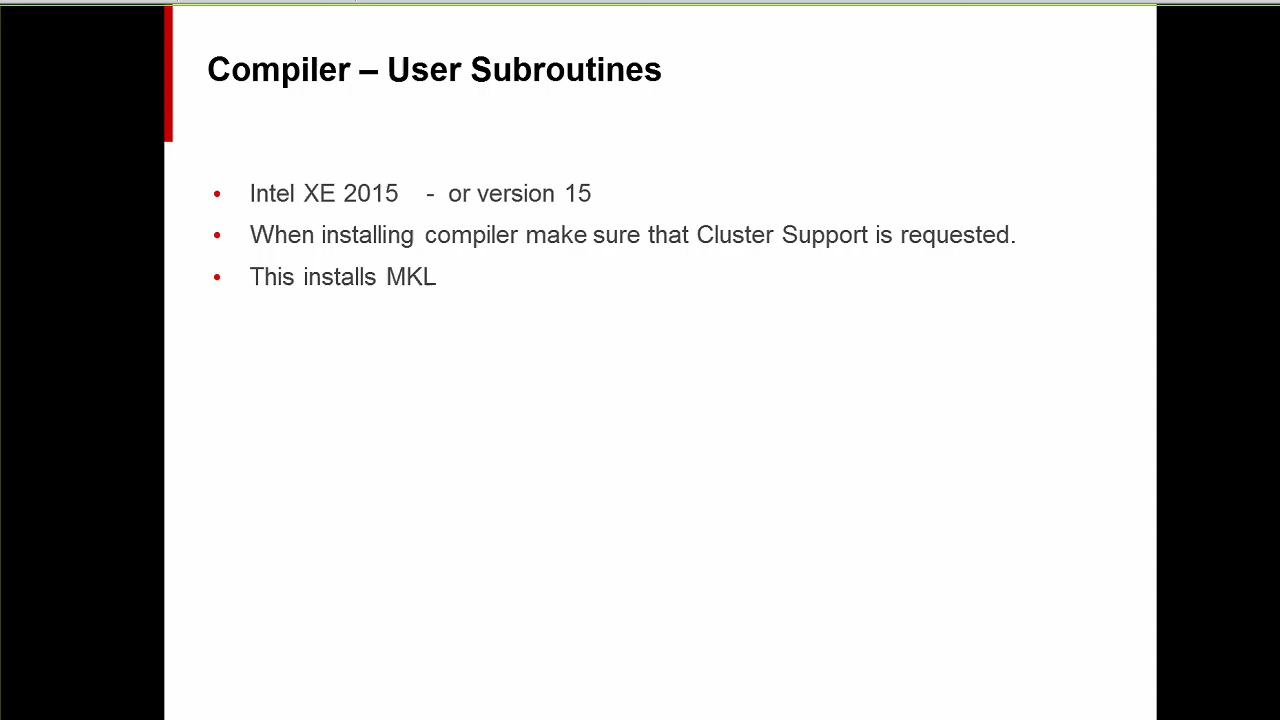 Compiler – User Subroutines
• Intel XE 2015 - or version 15
• When installing compiler make sure that Cluster Support is requested.
• This installs MKL